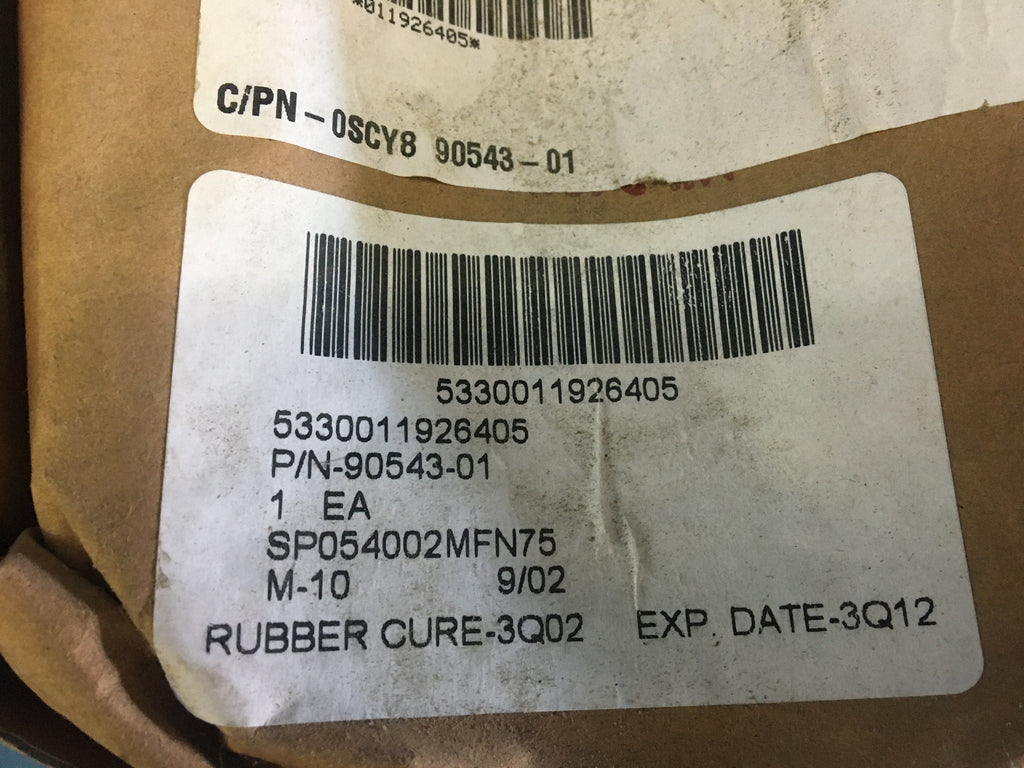 *011926405*
C/PN-0SCY8 90543-01
5330011926405
5330011926405
P/N-90543-01
1 EA
SP054002MFN75
M-10 9/02
RUBBER CURE-3Q02 EXP. DATE-3Q12